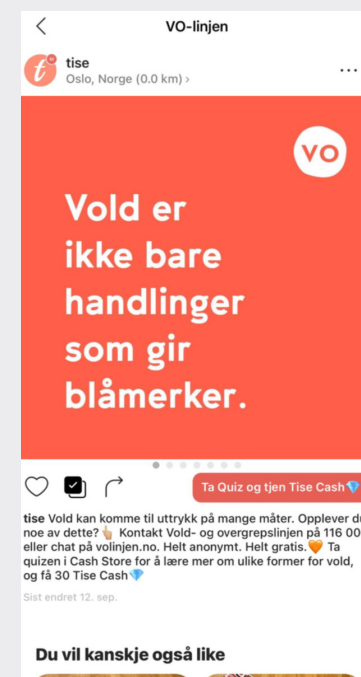 VO-linjen
tise
Oslo, Norge (0.0 km) >
VO
Vold er
ikke bare
handlinger
som gir
blåmerker.
Ta Quiz og tjen Tise Cash💎
tise Vold kan komme til uttrykk på mange måter. Opplever du
noe av dette? 👆 Kontakt Vold- og overgrepslinjen på 116 00
eller chat på volinjen.no. Helt anonymt. Helt gratis.🧡 Ta
quizen i Cash Store for å lære mer om ulike former for vold,
og få 30 Tise Cash💎
Sist endret 12. sep.
Du vil kanskje også like